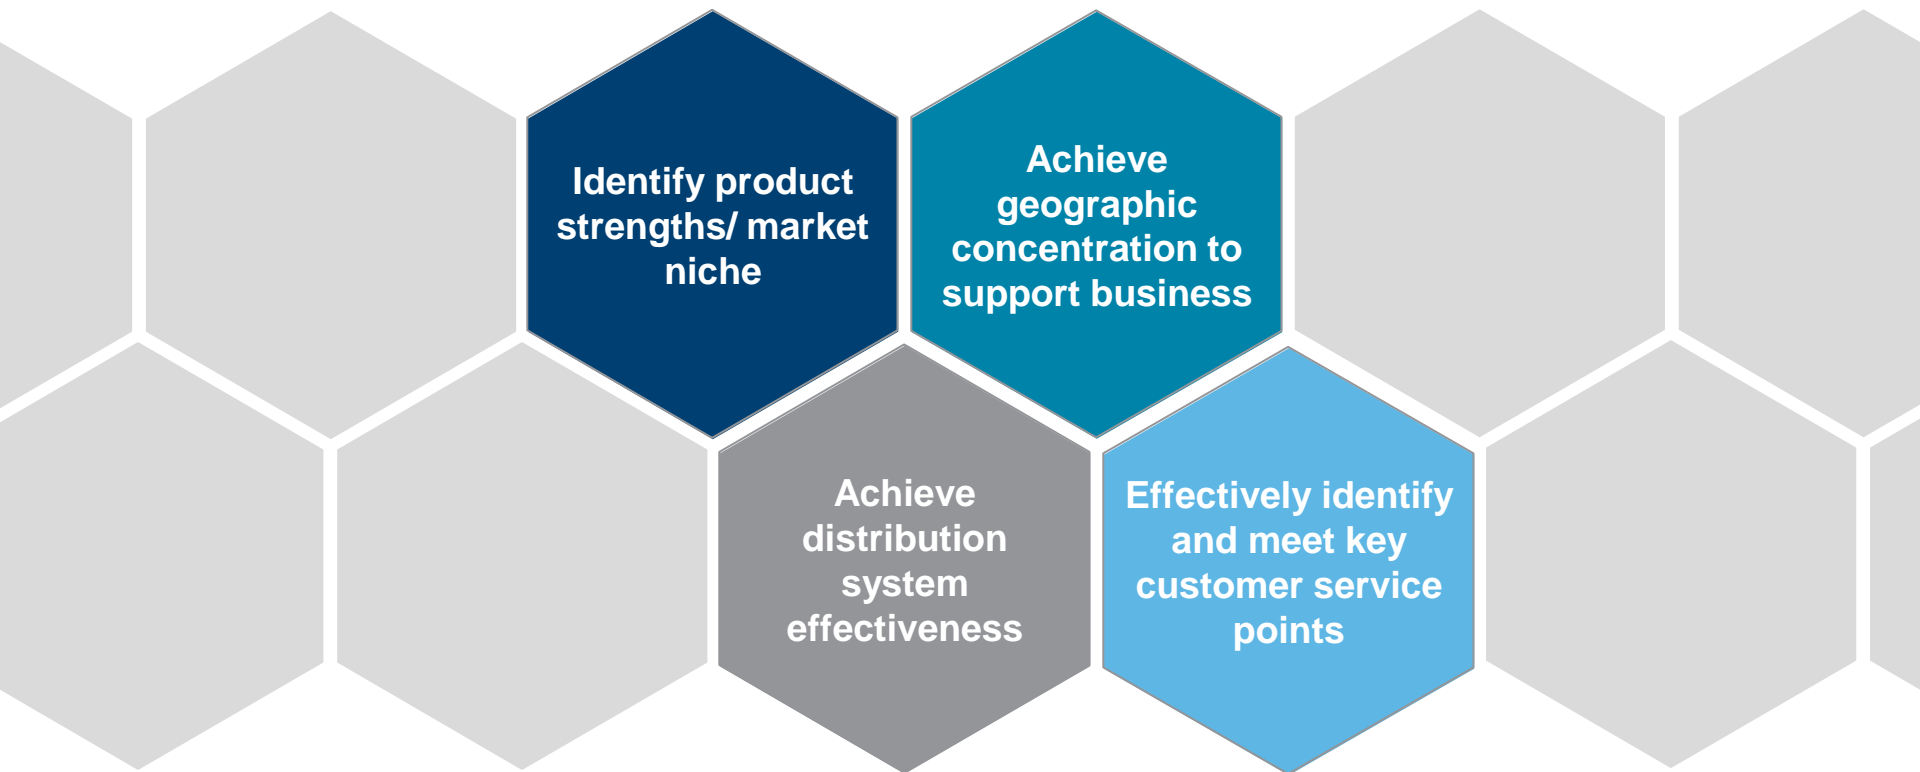 Identify product
strengths/ market
niche
Achieve
geographic
concentration to
support business
Achieve
distribution
system
effectiveness
Effectively identify
and meet key
customer service
points